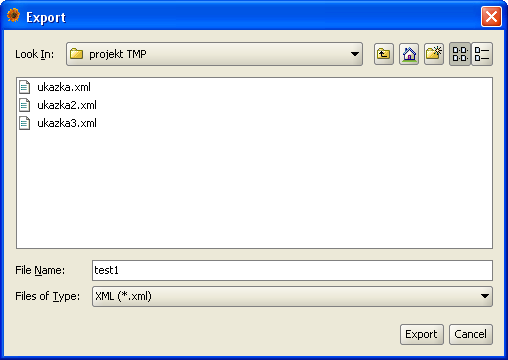 Export
Look In: projekt TMP
ukazka.xml
ukazka2.xml
ukazka3.xml
File Name: test1
Files of Type: XML (*.xml)
Export Cancel